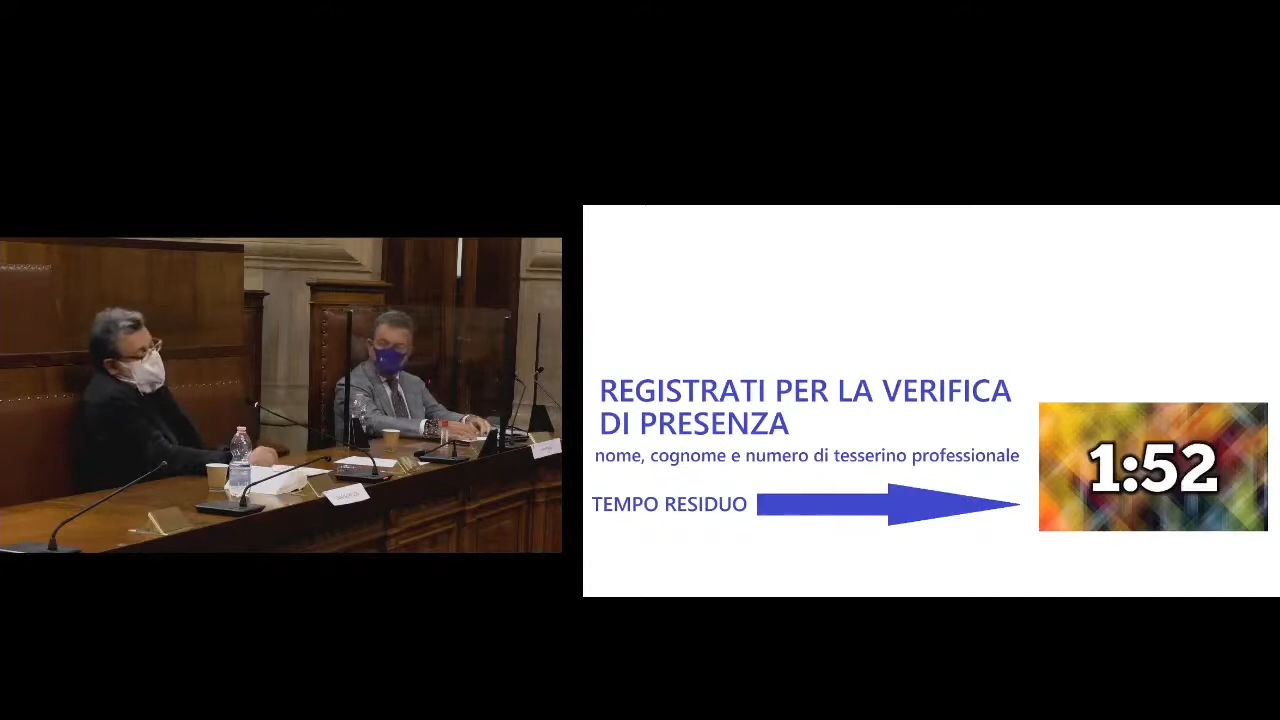 REGISTRATI PER LA VERIFICA
DI PRESENZA
nome, cognome e numero di tesserino professionale
TEMPO RESIDUO
1:52